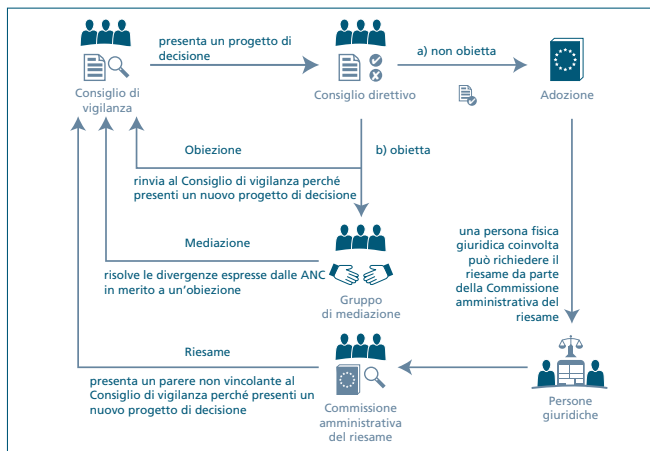 presenta un progetto di
decisione
a) non obietta
Consiglio di
vigilanza
Consiglio direttivo
Adozione
Obiezione
b) obietta
rinvia al Consiglio di vigilanza perché
presenti un nuovo progetto di decisione
Mediazione
risolve le divergenze espresse dalle ANC
in merito a un'obiezione
Gruppo
di mediazione
una persona fisica
giuridica coinvolta
può richiedere il
riesame da parte
della Commissione
amministrativa del
riesame
Riesame
presenta un parere non vincolante al
Consiglio di vigilanza perché presenti un
nuovo progetto di decisione
Commissione
amministrativa
del riesame
Persone
giuridiche